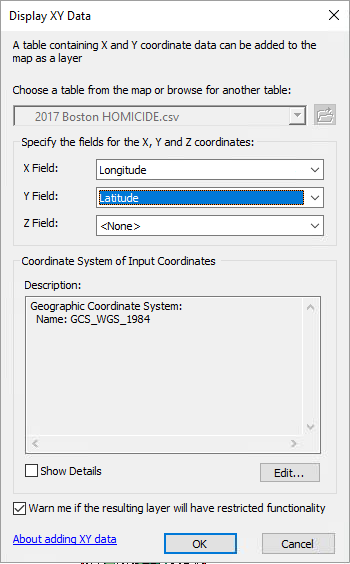 Display XY Data
A table containing X and Y coordinate data can be added to the
map as a layer
Choose a table from the map or browse for another table:
2017 Boston HOMICIDE.csv
Specify the fields for the X, Y and Z coordinates:
X Field: Longitude
Y Field: Latitude
Z Field: <None>
Coordinate System of Input Coordinates
Description:
Geographic Coordinate System:
Name: GCS_WGS_1984
Show Details Edit...
Warn me if the resulting layer will have restricted functionality
About adding XY data OK Cancel